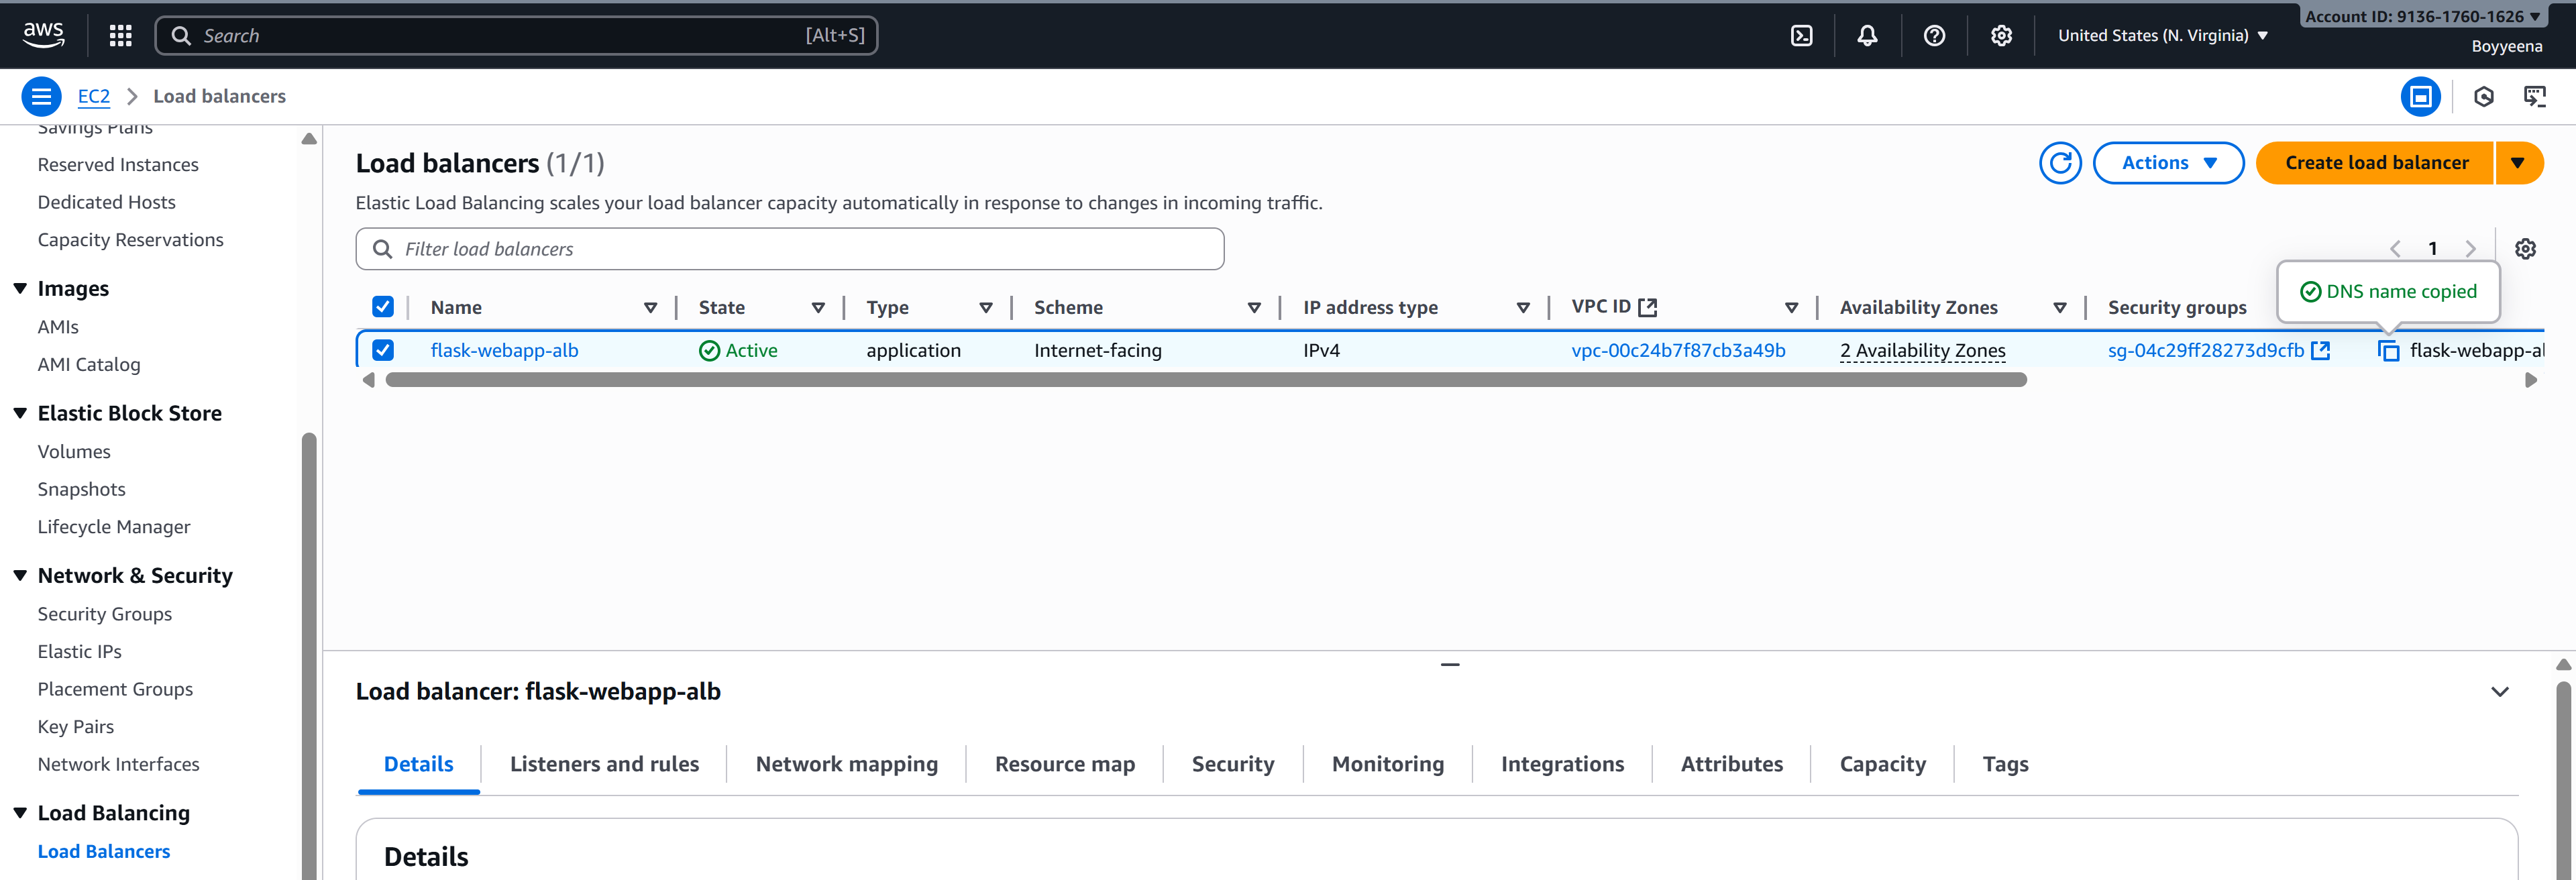 aws
Search [Alt+S]
United States (N. Virginia)
Account ID: 9136-1760-1626
Boyyeena
EC2 Load balancers
Savings Plans
Reserved Instances
Dedicated Hosts
Capacity Reservations
Images
AMIs
AMI Catalog
Elastic Block Store
Volumes
Snapshots
Lifecycle Manager
Network & Security
Security Groups
Elastic IPs
Placement Groups
Key Pairs
Network Interfaces
Load Balancing
Load Balancers
Load balancers (1/1)
Actions
Create load balancer
Elastic Load Balancing scales your load balancer capacity automatically in response to changes in incoming traffic.
Filter load balancers
1
DNS name copied
Name State Type Scheme IP address type VPC ID Availability Zones Security groups
flask-webapp-alb Active application Internet-facing IPv4 vpc-00c24b7f87cb3a49b 2 Availability Zones sg-04c29ff28273d9cfb flask-webapp-al
Load balancer: flask-webapp-alb
Details Listeners and rules Network mapping Resource map Security Monitoring Integrations Attributes Capacity Tags
Details